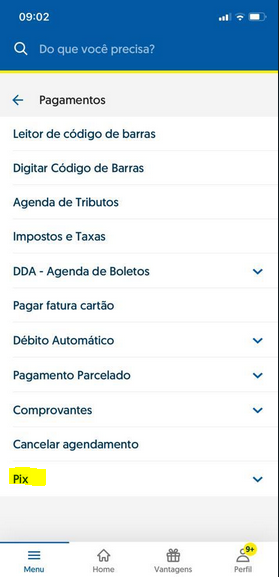 09:02
Do que você precisa?
Pagamentos
Leitor de código de barras
Digitar Código de Barras
Agenda de Tributos
Impostos e Taxas
DDA - Agenda de Boletos
Pagar fatura cartão
Débito Automático
Pagamento Parcelado
Comprovantes
Cancelar agendamento
Pix
9+
Menu Home Vantagens Perfil